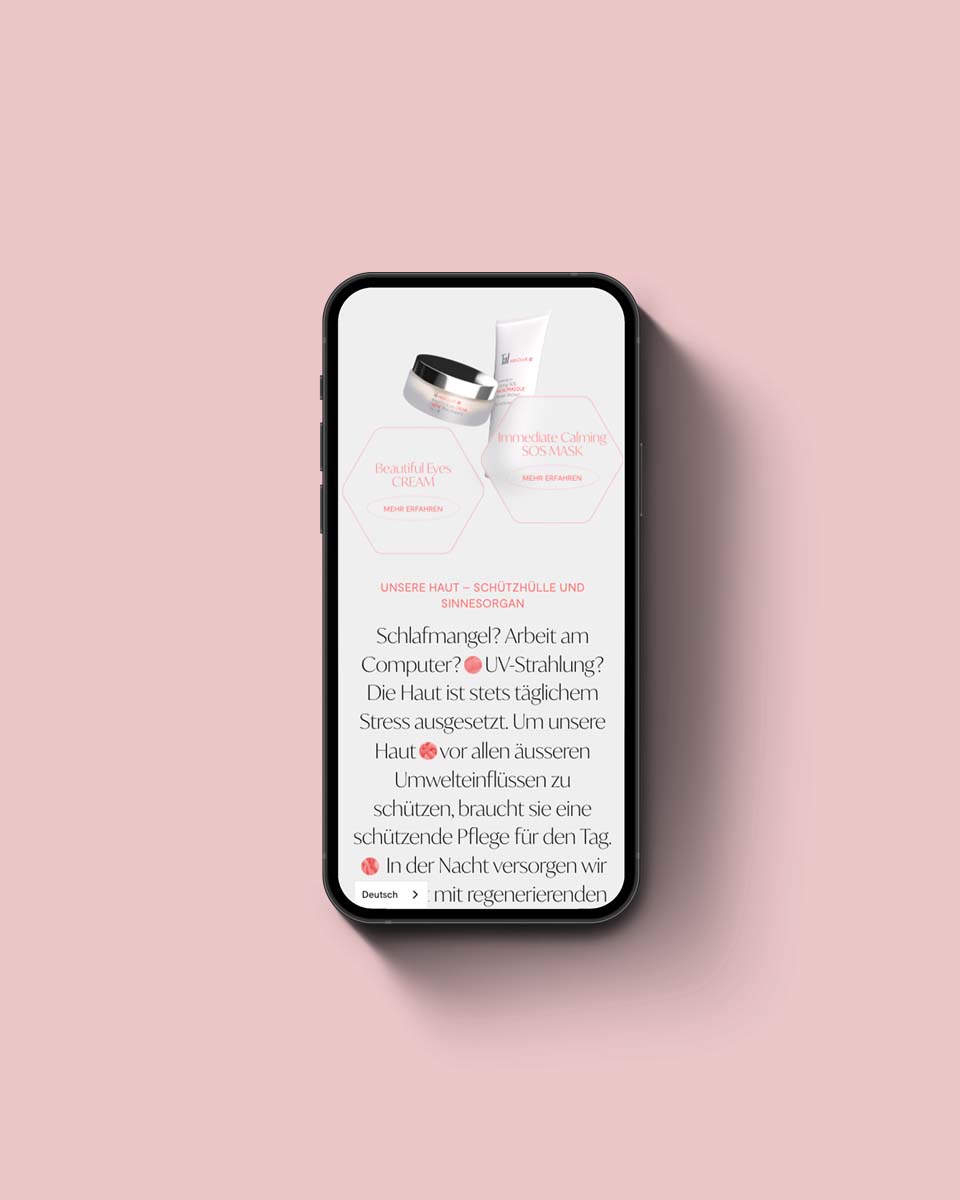 Beautiful Eyes
CREAM
MEHR ERFAHREN
Immediate Calming
SOS MASK
MEHR ERFAHREN
UNSERE HAUT – SCHÜTZHÜLLE UND
SINNESORGAN
Schlafmangel? Arbeit am
Computer? UV-Strahlung?
Die Haut ist stets täglichem
Stress ausgesetzt. Um unsere
Haut vor allen äusseren
Umwelteinflüssen zu
schützen, braucht sie eine
schützende Pflege für den Tag.
In der Nacht versorgen wir
mit regenerierenden
Deutsch